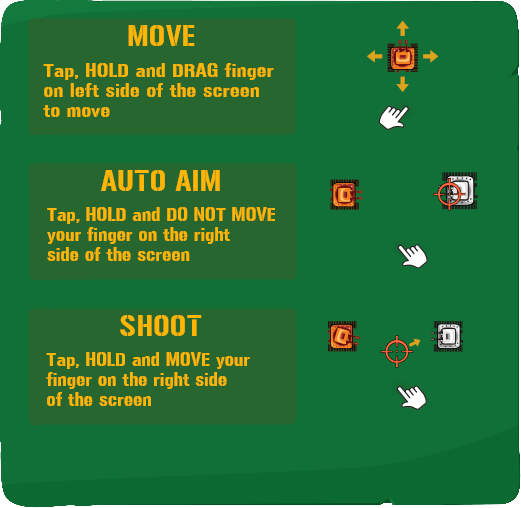 MOVE
Tap, HOLD and DRAG finger
on left side of the screen
to move
AUTO AIM
Tap, HOLD and DO NOT MOVE
your finger on the right
side of the screen
SHOOT
Tap, HOLD and MOVE your
finger on the right side
of the screen